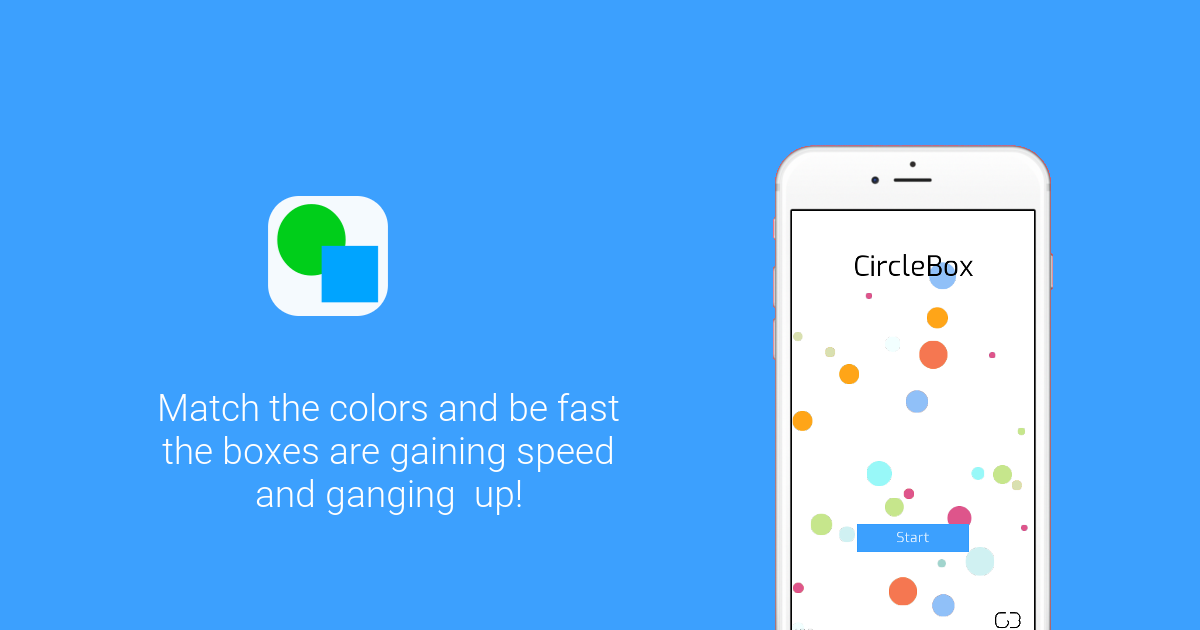 Match the colors and be fast
the boxes are gaining speed
and ganging  up!
CircleBox
Start